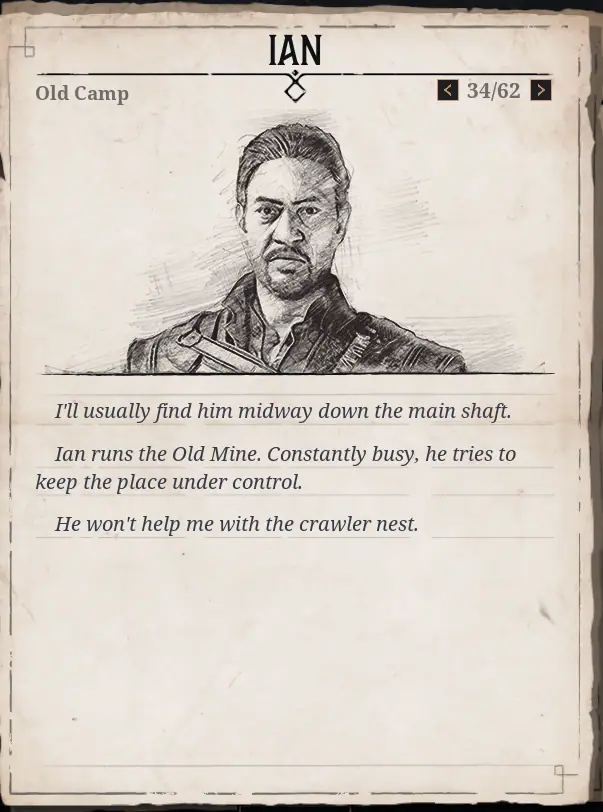 IAN
Old Camp
34/62
I'll usually find him midway down the main shaft.
Ian runs the Old Mine. Constantly busy, he tries to
keep the place under control.
He won't help me with the crawler nest.